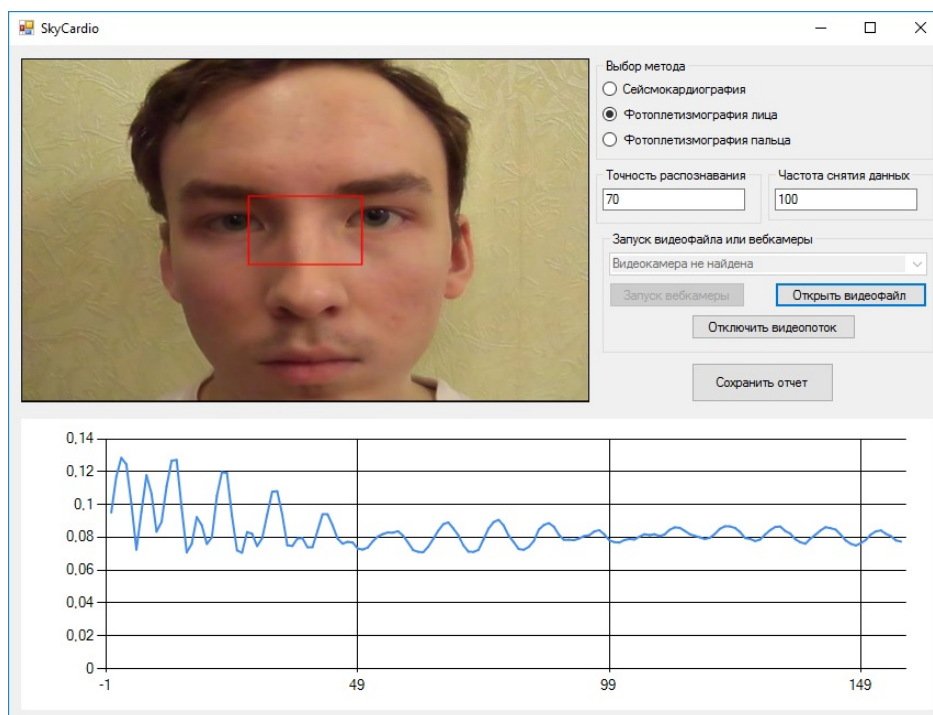 SkyCardio
Выбор метода
Сейсмокардиография
Фотоплетизмография лица
Фотоплетизмография пальца
Точность распознавания
Частота снятия данных
70
100
Запуск видеофайла или вебкамеры
Видеокамера не найдена
Запуск вебкамеры
Открыть видеофайл
Отключить видеопоток
Сохранить отчет
0,14
0,12
0,1
0,08
0,06
0,04
0,02
0
-1
49
99
149